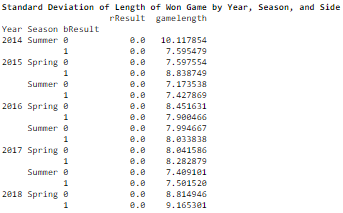 Standard Deviation of Length of Won Game by Year, Season, and Side
rResult gamelength
Year Season bResult
2014 Summer 0 0.0 10.117854
1 0.0 7.595479
2015 Spring 0 0.0 7.597554
1 0.0 8.838749
Summer 0 0.0 7.173538
1 0.0 7.427869
2016 Spring 0 0.0 8.451631
1 0.0 7.900466
Summer 0 0.0 7.994667
1 0.0 8.033838
2017 Spring 0 0.0 8.041586
1 0.0 8.282879
Summer 0 0.0 7.409101
1 0.0 7.501520
2018 Spring 0 0.0 8.814946
1 0.0 9.165301